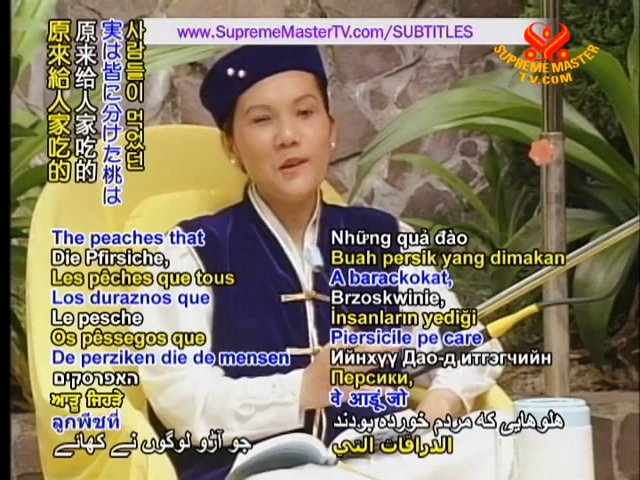 www.SupremeMasterTV.com/SUBTITLES
SUPREME MASTER
TV.COM
사람들이 먹었던
実は皆に分けた桃は
原来给人家吃的
原來給人家吃的
The peaches that
Die Pfirsiche,
Les pêches que tous
Los duraznos que
Le pesche
Os pêssegos que
De perziken die de mensen
האפרסקים
ਆੜੂ ਜਿਹੜੇ
ลูกพีชที่
جو آڑو لوگوں نے کھائے
Những quả đào
Buah persik yang dimakan
A barackokat,
Brzoskwinie,
İnsanların yediği
Piersicile pe care
Ийнхүү Дао-д итгэгчийн
Персики,
वे आड़ू जो
هلوهایی که مردم خورده بودند
الدراقات التي